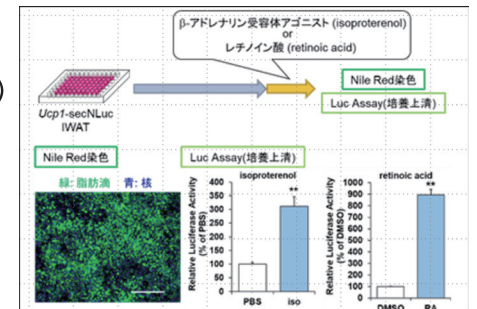 β-アドレナリン受容体アゴニスト (isoproterenol)
or
レチノイン酸 (retinoic acid)
)
Nile Red染色
Luc Assay(培養上清)
Ucp1-secNLuc
IWAT
Nile Red染色
Luc Assay(培養上清)
緑: 脂肪滴 青: 核
isoproterenol
Relative Luciferase Activity
(% of PBS)
400
350
300
250
200
150
100
50
0
**
PBS iso
retinoic acid
Relative Luciferase Activity
(% of DMSO)
1000
900
800
700
600
500
400
300
200
100
0
**
DMSO RA